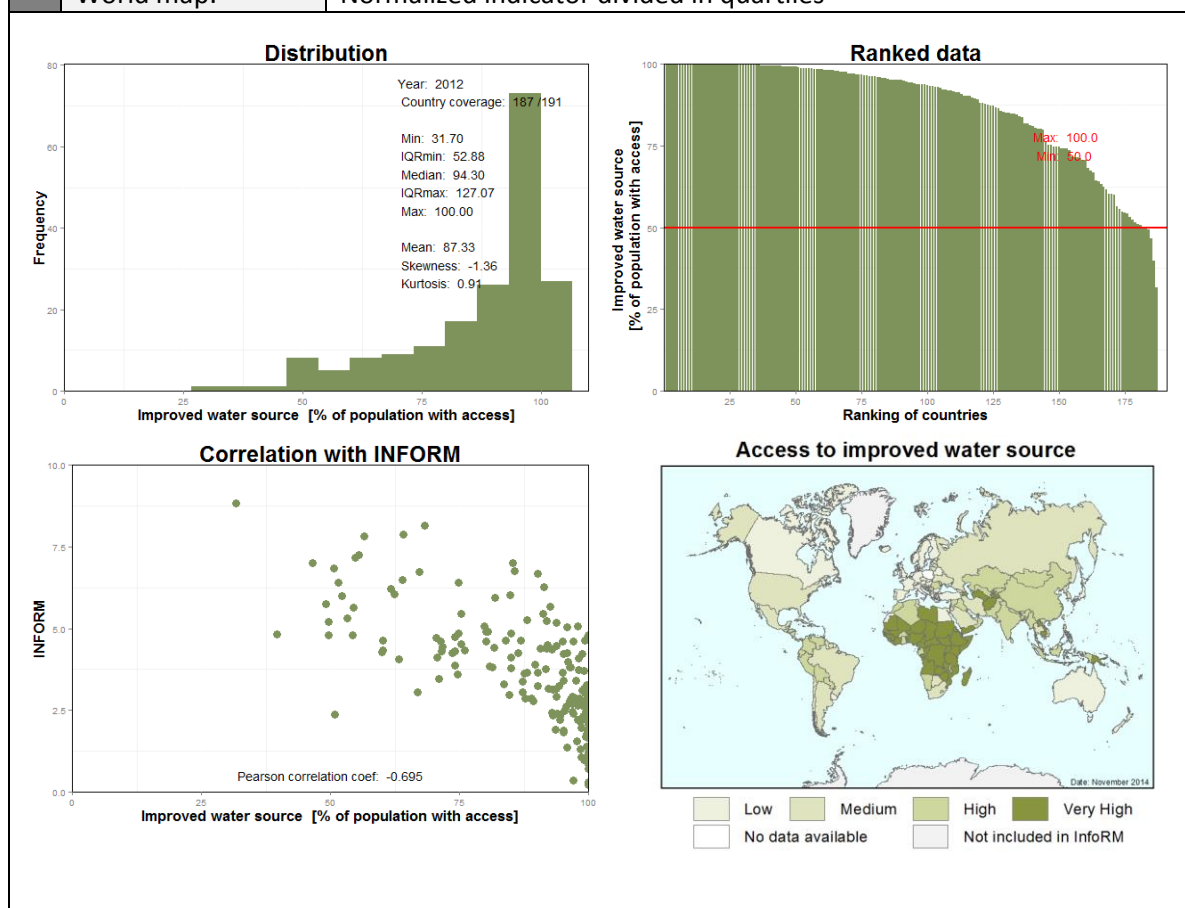 World map: Normalized indicator divided in quartiles
Distribution
80
60
40
20
0
Frequency
Year: 2012
Country coverage: 187 /191
Min: 31.70
IQRmin: 52.88
Median: 94.30
IQRmax: 127.07
Max: 100.00
Mean: 87.33
Skewness: -1.36
Kurtosis: 0.91
0 25 50 75 100
Improved water source [% of population with access]
Ranked data
100
75
50
25
0
Improved water source
[% of population with access]
Max: 100.0
Min: 50.0
25 50 75 100 125 150 175
Ranking of countries
Correlation with INFORM
10.0
7.5
5.0
2.5
0.0
INFORM
Pearson correlation coef: -0.695
0 25 50 75 100
Improved water source [% of population with access]
Access to improved water source
Date: November 2014
Low Medium High Very High
No data available Not included in InfoRM